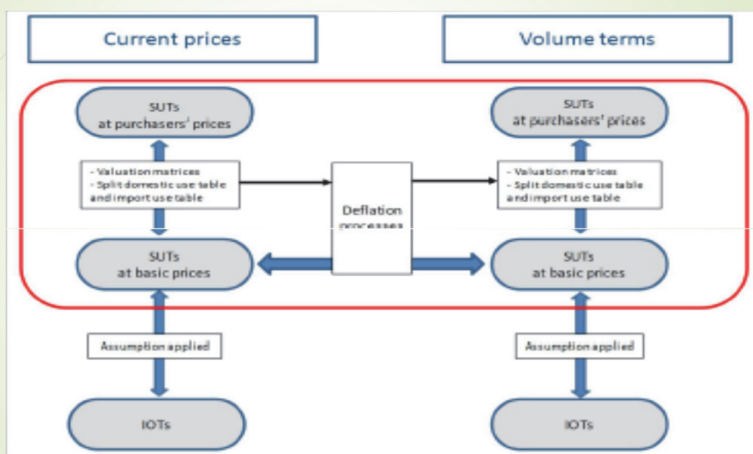 Current prices
Volume terms
SUTs
at purchasers' prices
SUTs
at purchasers' prices
- Valuation matrices
- Split domestic use table
and import use table
Deflation
processes
- Valuation matrices
- Split domestic use table
and import use table
SUTs
at basic prices
SUTs
at basic prices
Assumption applied
Assumption applied
IOTs
IOTs